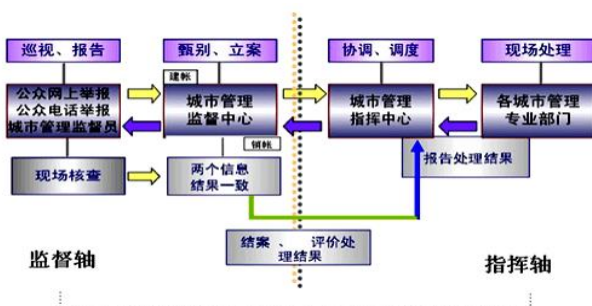 巡视、报告
甄别、立案
协调、调度
现场处理
建帐
公众网上举报
公众电话举报
城市管理监督员
城市管理
监督中心
城市管理
指挥中心
各城市管理
专业部门
销帐
现场核查
两个信息
结果一致
报告处理结果
结案、 评价处
理结果
监督轴
指挥轴